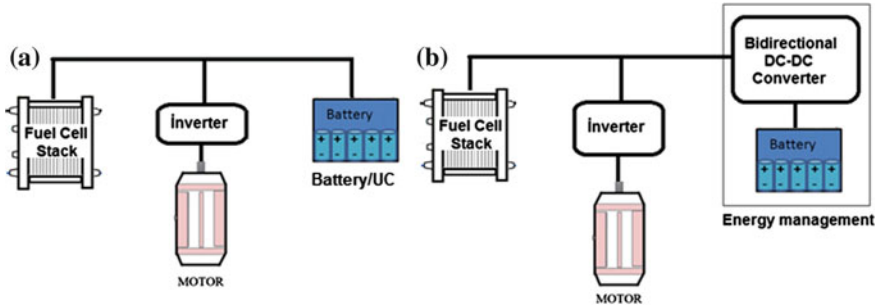 (a)
Fuel Cell
Stack
İnverter
MOTOR
Battery
+ + + + +
- - - - -
Battery/UC
(b)
Fuel Cell
Stack
İnverter
MOTOR
Bidirectional
DC-DC
Converter
Battery
+ + + + +
- - - - -
Energy management